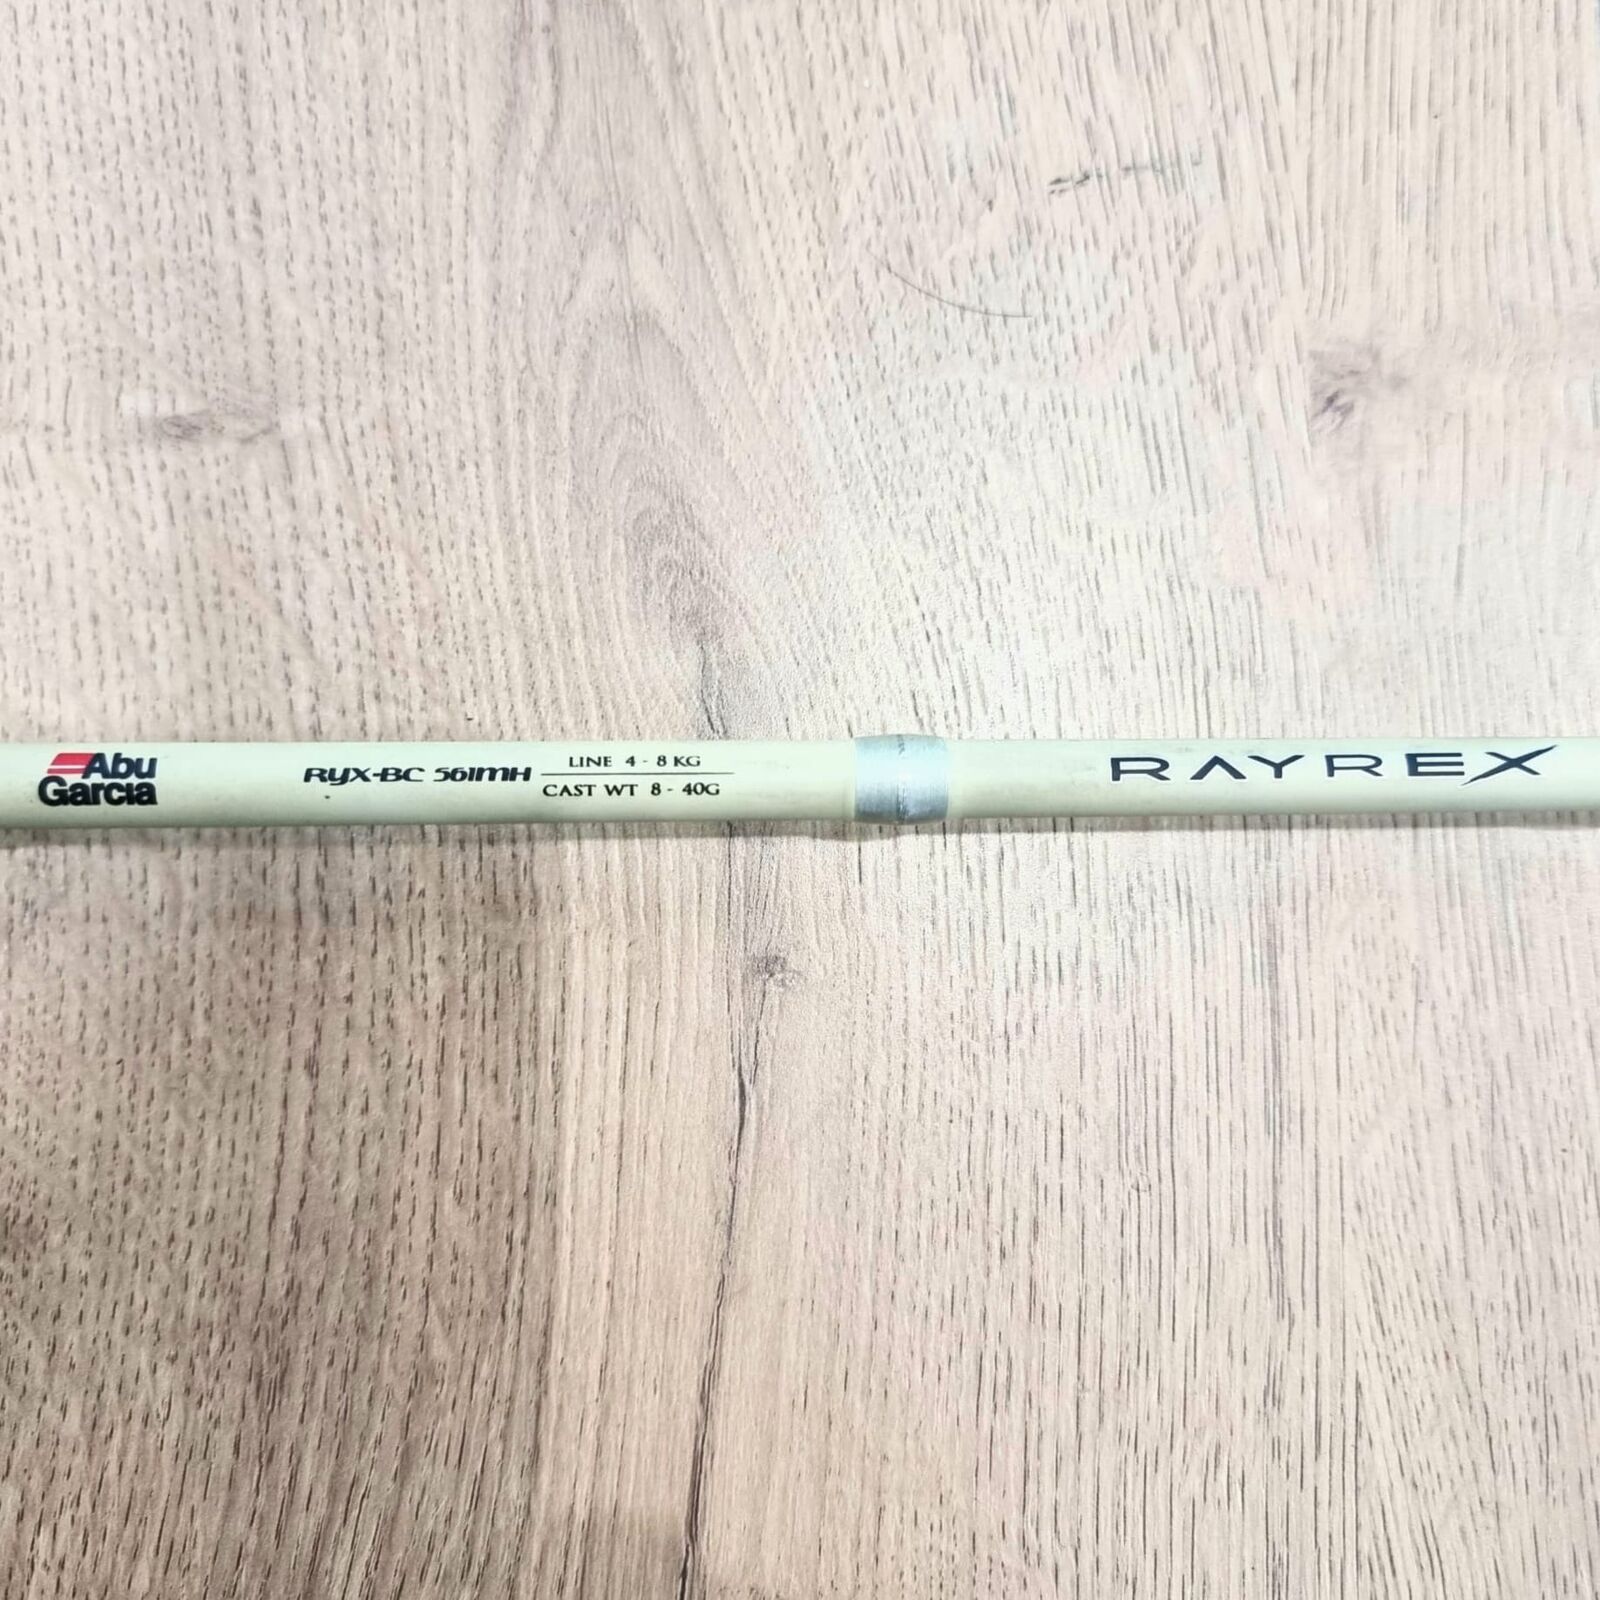 Abu
Garcia
RYX-BC 561MH
LINE 4 - 8 KG
CAST WT 8 - 40G
RAYREX